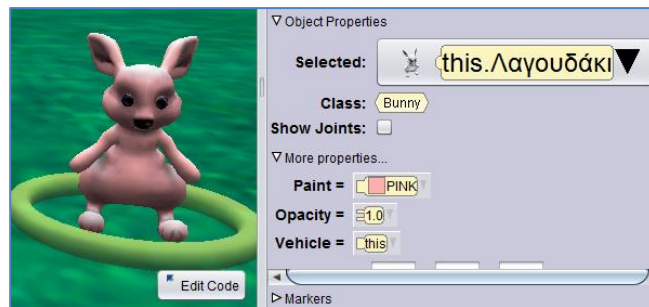 ▽ Object Properties
Selected: this.Λαγουδάκι ▼
Class: Bunny
Show Joints:
▽ More properties...
Paint = PINK
Opacity = 1.0
Vehicle = this
Edit Code
▷ Markers